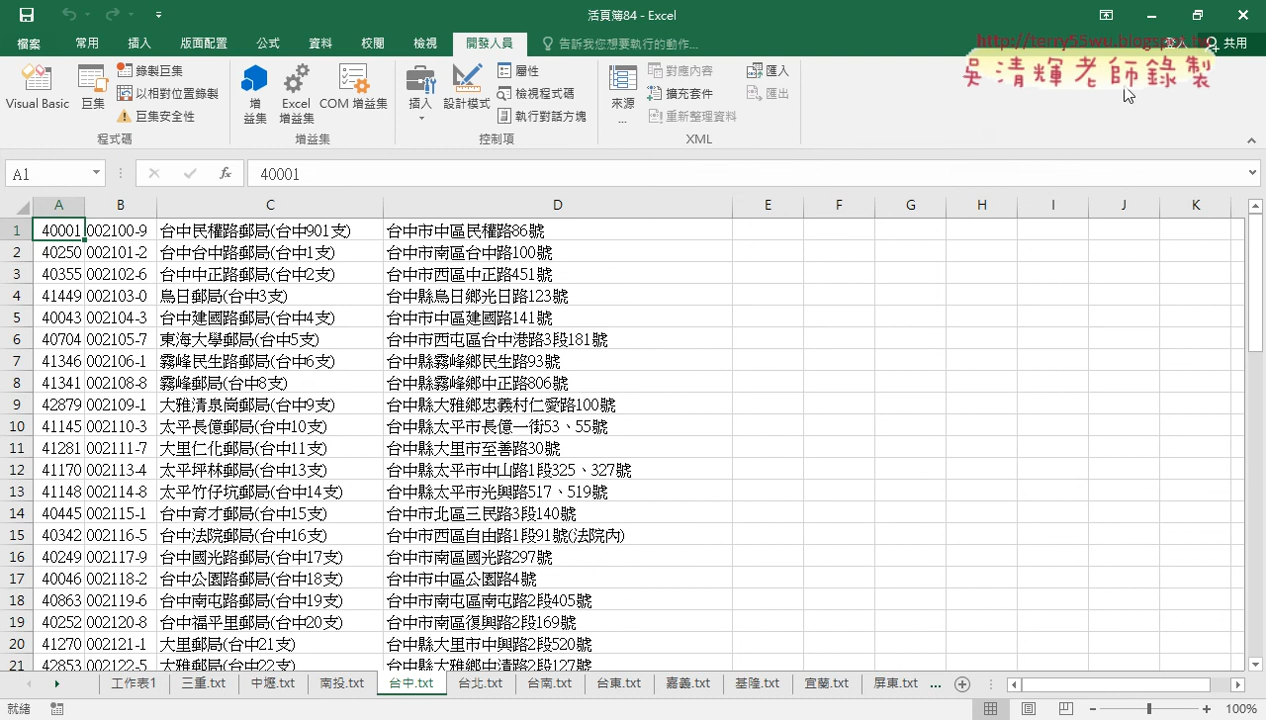 活頁簿84 - Excel
檔案 常用 插入 版面配置 公式 資料 校閱 檢視 開發人員 告訴我您想要執行的動作... 登入 共用
http://terry55wu.blogspot.tw
吳清輝老師錄製
Visual Basic 巨集 錄製巨集 以相對位置錄製 巨集安全性 程式碼
增益集 Excel 增益集 COM 增益集 增益集
插入 設計模式 屬性 檢視程式碼 執行對話方塊 控制項
來源... 對應內容 擴充套件 重新整理資料 匯入 匯出 XML
A1 fx 40001
A B C D E F G H I J K
1 40001 002100-9 台中民權路郵局(台中901支) 台中市中區民權路86號
2 40250 002101-2 台中台中路郵局(台中1支) 台中市南區台中路100號
3 40355 002102-6 台中中正路郵局(台中2支) 台中市西區中正路451號
4 41449 002103-0 烏日郵局(台中3支) 台中縣烏日鄉光日路123號
5 40043 002104-3 台中建國路郵局(台中4支) 台中市中區建國路141號
6 40704 002105-7 東海大學郵局(台中5支) 台中市西屯區台中港路3段181號
7 41346 002106-1 霧峰民生路郵局(台中6支) 台中縣霧峰鄉民生路93號
8 41341 002108-8 霧峰郵局(台中8支) 台中縣霧峰鄉中正路806號
9 42879 002109-1 大雅清泉崗郵局(台中9支) 台中縣大雅鄉忠義村仁愛路100號
10 41145 002110-3 太平長億郵局(台中10支) 台中縣太平市長億一街53、55號
11 41281 002111-7 大里仁化郵局(台中11支) 台中縣大里市至善路30號
12 41170 002113-4 太平坪林郵局(台中13支) 台中縣太平市中山路1段325、327號
13 41148 002114-8 太平竹仔坑郵局(台中14支) 台中縣太平市光興路517、519號
14 40445 002115-1 台中育才郵局(台中15支) 台中市北區三民路3段140號
15 40342 002116-5 台中法院郵局(台中16支) 台中市西區自由路1段91號(法院內)
16 40249 002117-9 台中國光路郵局(台中17支) 台中市南區國光路297號
17 40046 002118-2 台中公園路郵局(台中18支) 台中市中區公園路4號
18 40863 002119-6 台中南屯路郵局(台中19支) 台中市南屯區南屯路2段405號
19 40252 002120-8 台中福平里郵局(台中20支) 台中市南區復興路2段169號
20 41270 002121-1 大里郵局(台中21支) 台中縣大里市中興路2段520號
21 42853 002122-5 大雅郵局(台中22支) 台中縣大雅鄉中清路2段127號
工作表1 三重.txt 中壢.txt 南投.txt 台中.txt 台北.txt 台南.txt 台東.txt 嘉義.txt 基隆.txt 宜蘭.txt 屏東.txt ...
就緒 100%